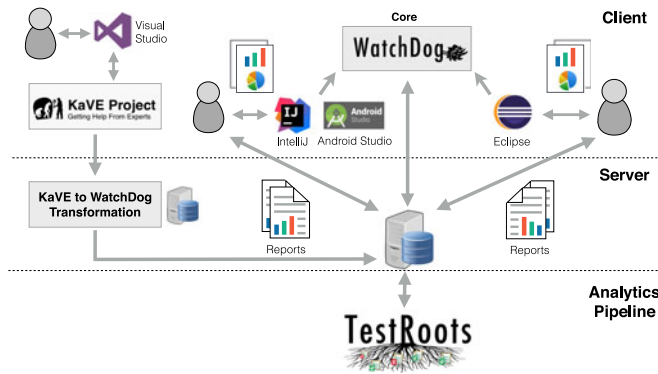 Core
Client
Visual
Studio
WatchDog
KaVE Project
Getting Help From Experts
IJ
Android
Studio
IntelliJ
Android Studio
Eclipse
Server
KaVE to WatchDog
Transformation
Reports
Reports
Analytics
Pipeline
TestRoots